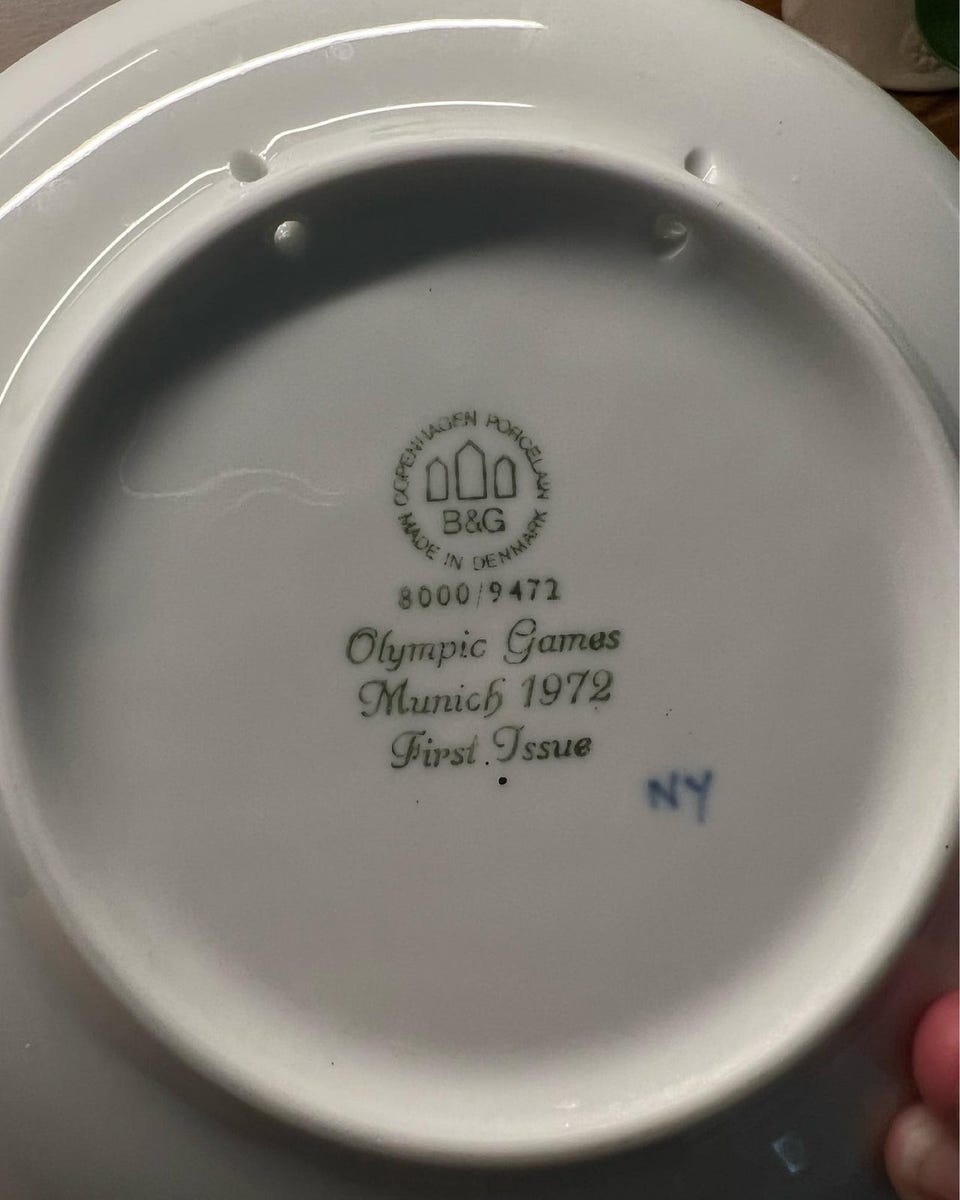 COPENHAGEN PORCELAIN
B&G
MADE IN DENMARK
8000/9472
Olympic Games
Munich 1972
First Issue
NY